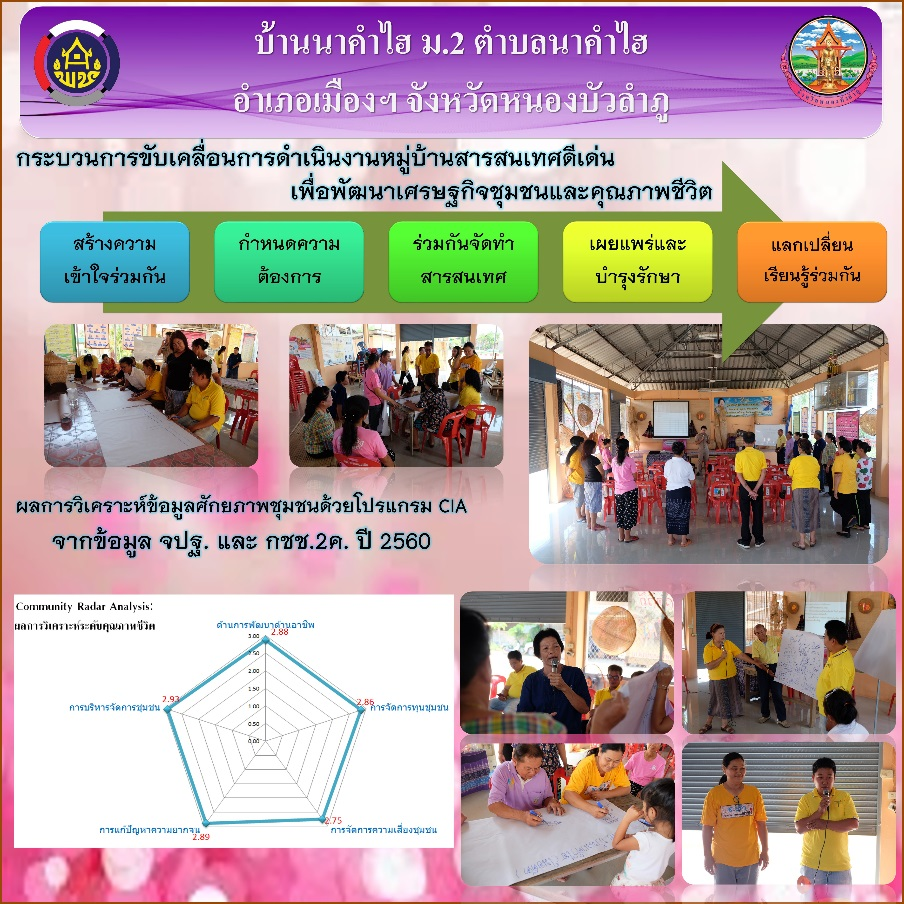 บ้านนาคำไฮ ม.2 ตำบลนาคำไฮ
อำเภอเมืองฯ จังหวัดหนองบัวลำภู
พช
กระบวนการขับเคลื่อนการดำเนินงานหมู่บ้านสารสนเทศดีเด่น
เพื่อพัฒนาเศรษฐกิจชุมชนและคุณภาพชีวิต
สร้างความ
เข้าใจร่วมกัน
กำหนดความ
ต้องการ
ร่วมกันจัดทำ
สารสนเทศ
เผยแพร่และ
บำรุงรักษา
แลกเปลี่ยน
เรียนรู้ร่วมกัน
ผลการวิเคราะห์ข้อมูลศักยภาพชุมชนด้วยโปรแกรม CIA
จากข้อมูล จปฐ. และ กชช.2ค. ปี 2560
Community Radar Analysis:
ผลการวิเคราะห์ระดับคุณภาพชีวิต
ด้านการพัฒนาด้านอาชีพ
2.88
3.00
2.50
2.00
1.50
1.00
0.50
0.00
2.93
การบริหารจัดการชุมชน
2.86
การจัดการทุนชุมชน
2.75
การจัดการความเสี่ยงชุมชน
การแก้ปัญหาความยากจน
2.89